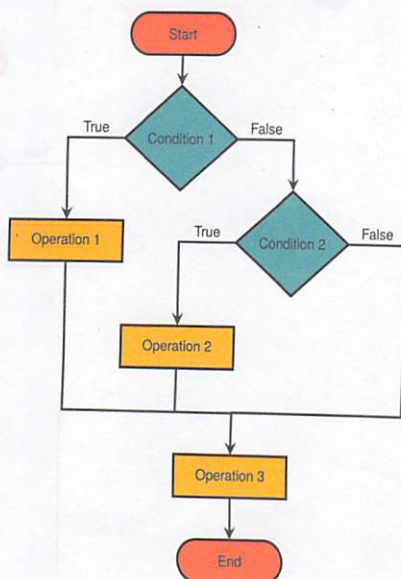 Start
Condition 1
True
False
Operation 1
Condition 2
True
False
Operation 2
Operation 3
End